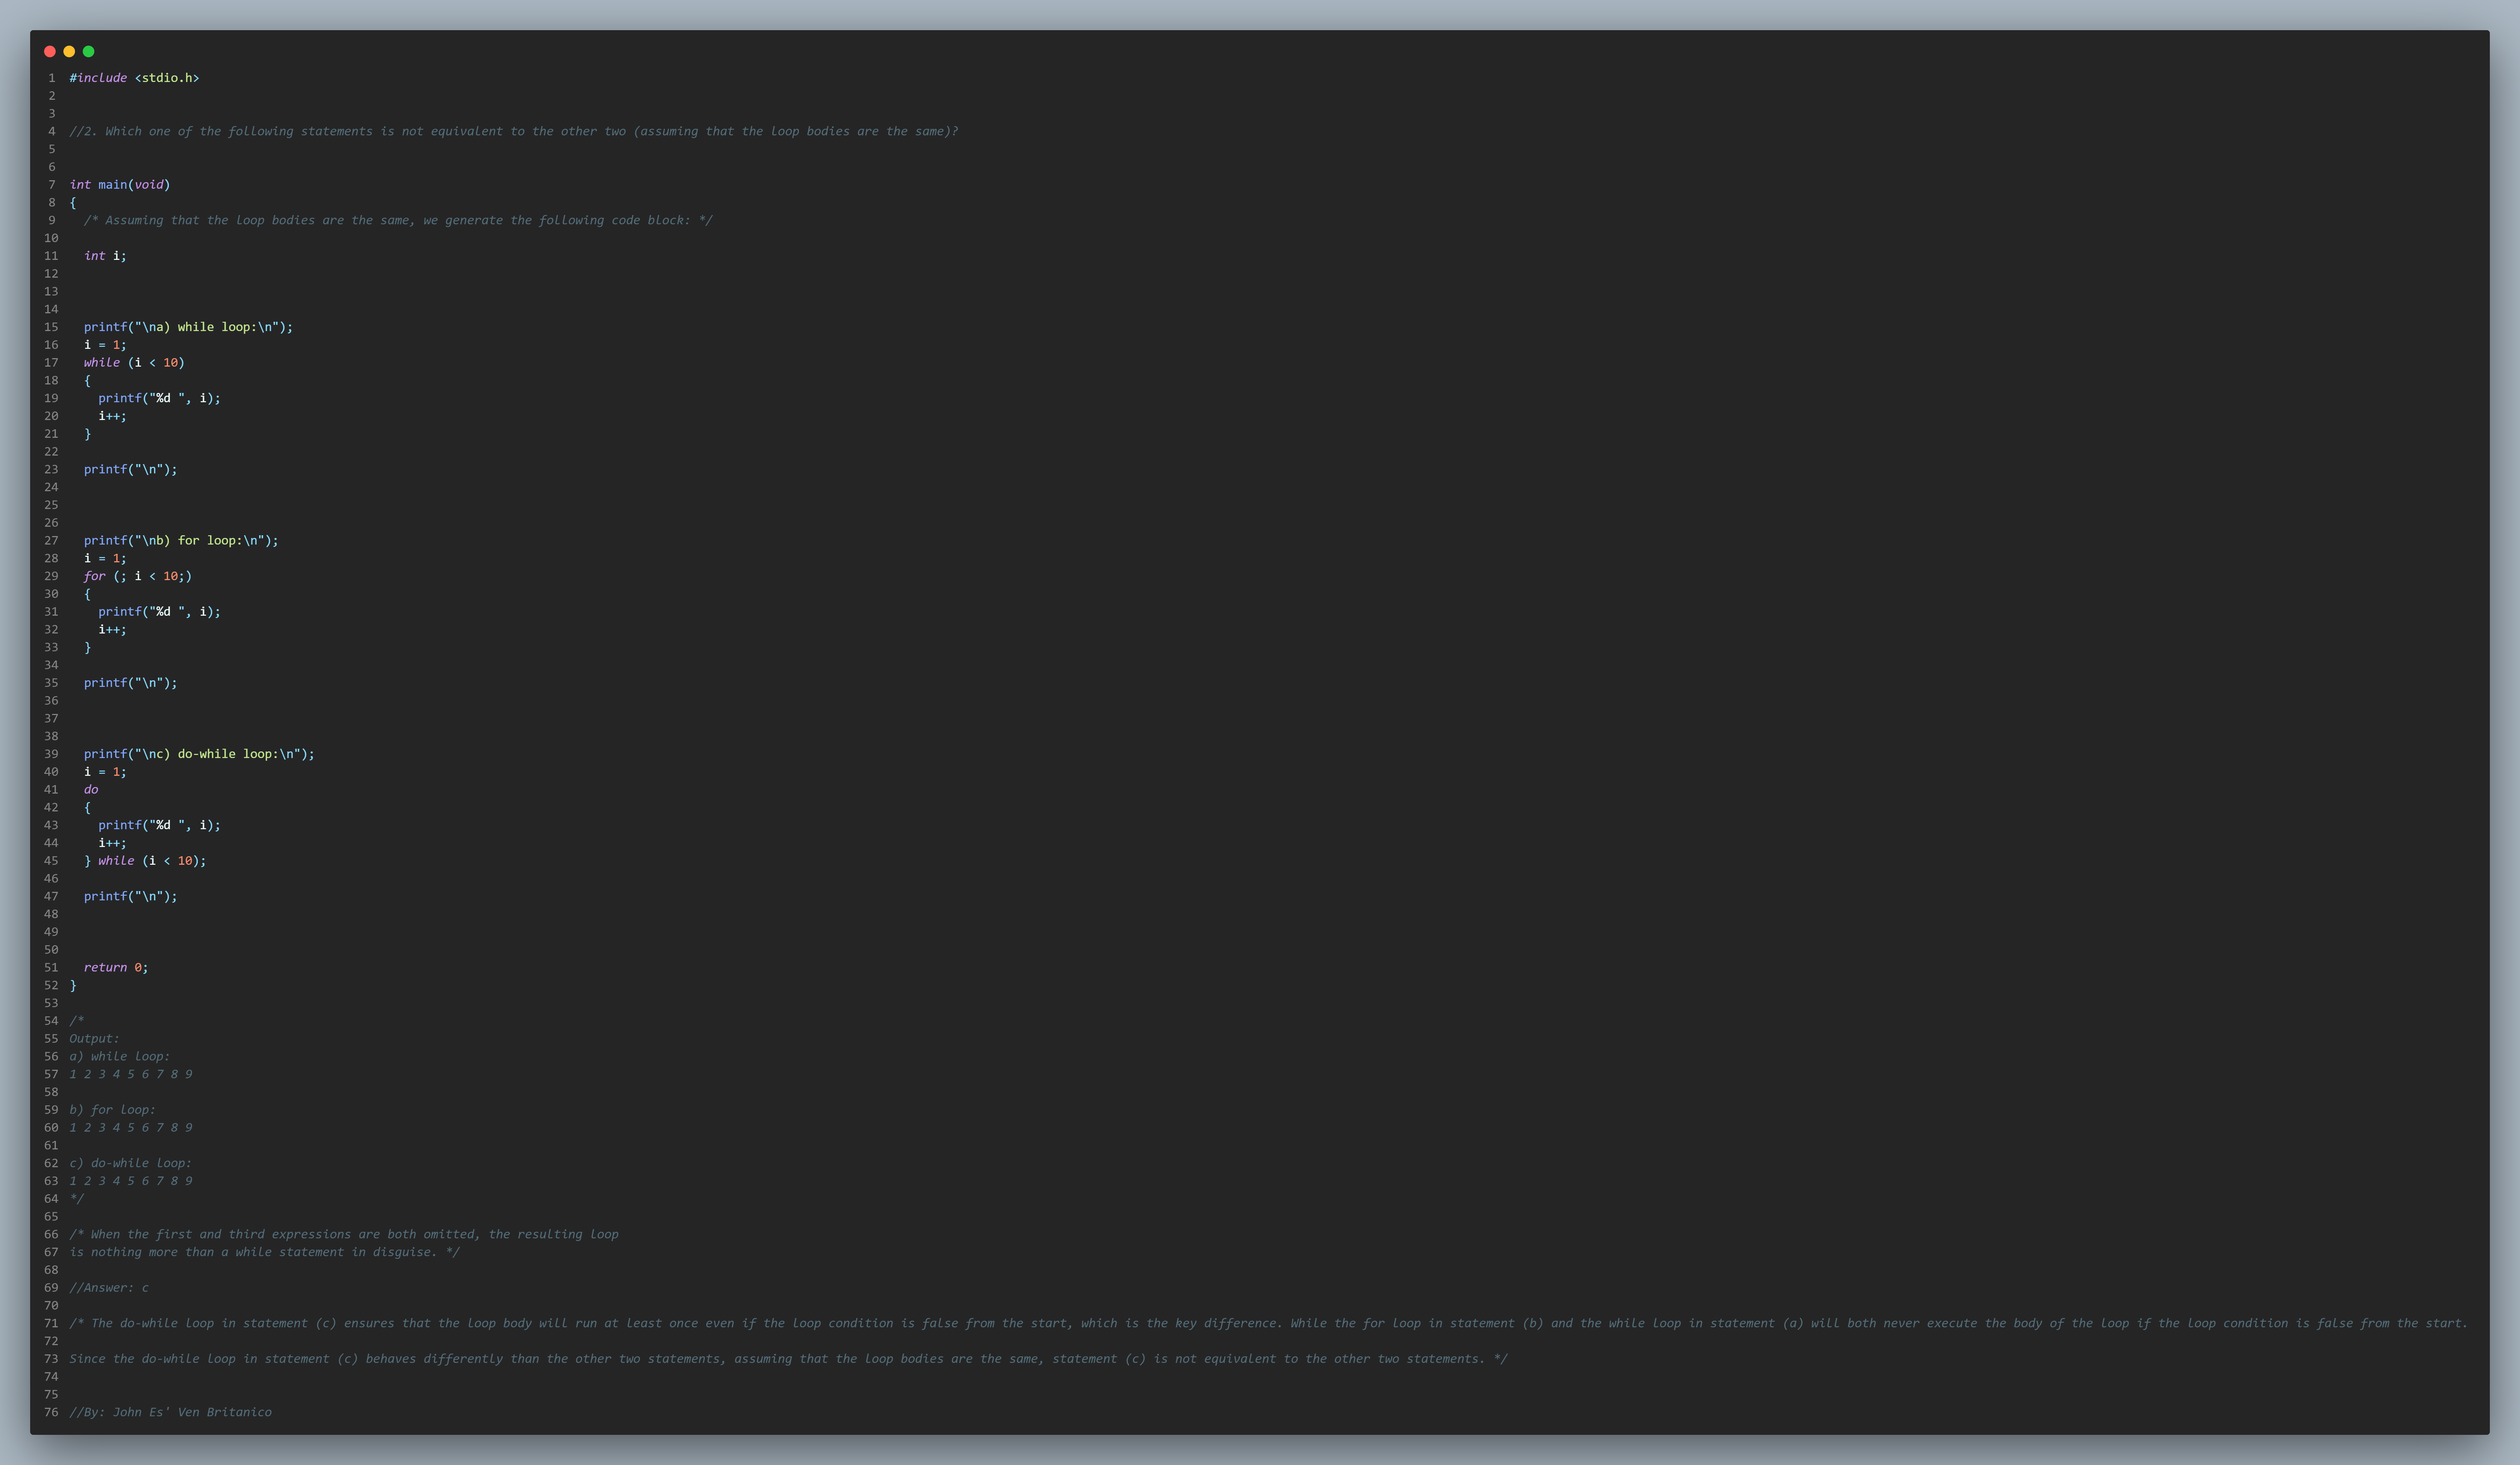 1 #include <stdio.h>
2
3
4 //2. Which one of the following statements is not equivalent to the other two (assuming that the loop bodies are the same)?
5
6
7 int main(void)
8 {
9   /* Assuming that the loop bodies are the same, we generate the following code block: */
10
11   int i;
12
13
14
15   printf("\na) while loop:\n");
16   i = 1;
17   while (i < 10)
18   {
19     printf("%d ", i);
20     i++;
21   }
22
23   printf("\n");
24
25
26
27   printf("\nb) for loop:\n");
28   i = 1;
29   for (; i < 10;)
30   {
31     printf("%d ", i);
32     i++;
33   }
34
35   printf("\n");
36
37
38
39   printf("\nc) do-while loop:\n");
40   i = 1;
41   do
42   {
43     printf("%d ", i);
44     i++;
45   } while (i < 10);
46
47   printf("\n");
48
49
50
51   return 0;
52 }
53
54 /*
55 Output:
56 a) while loop:
57 1 2 3 4 5 6 7 8 9
58
59 b) for loop:
60 1 2 3 4 5 6 7 8 9
61
62 c) do-while loop:
63 1 2 3 4 5 6 7 8 9
64 */
65
66 /* When the first and third expressions are both omitted, the resulting loop
67 is nothing more than a while statement in disguise. */
68
69 //Answer: c
70
71 /* The do-while loop in statement (c) ensures that the loop body will run at least once even if the loop condition is false from the start, which is the key difference. While the for loop in statement (b) and the while loop in statement (a) will both never execute the body of the loop if the loop condition is false from the start.
72
73 Since the do-while loop in statement (c) behaves differently than the other two statements, assuming that the loop bodies are the same, statement (c) is not equivalent to the other two statements. */
74
75
76 //By: John Es' Ven Britanico